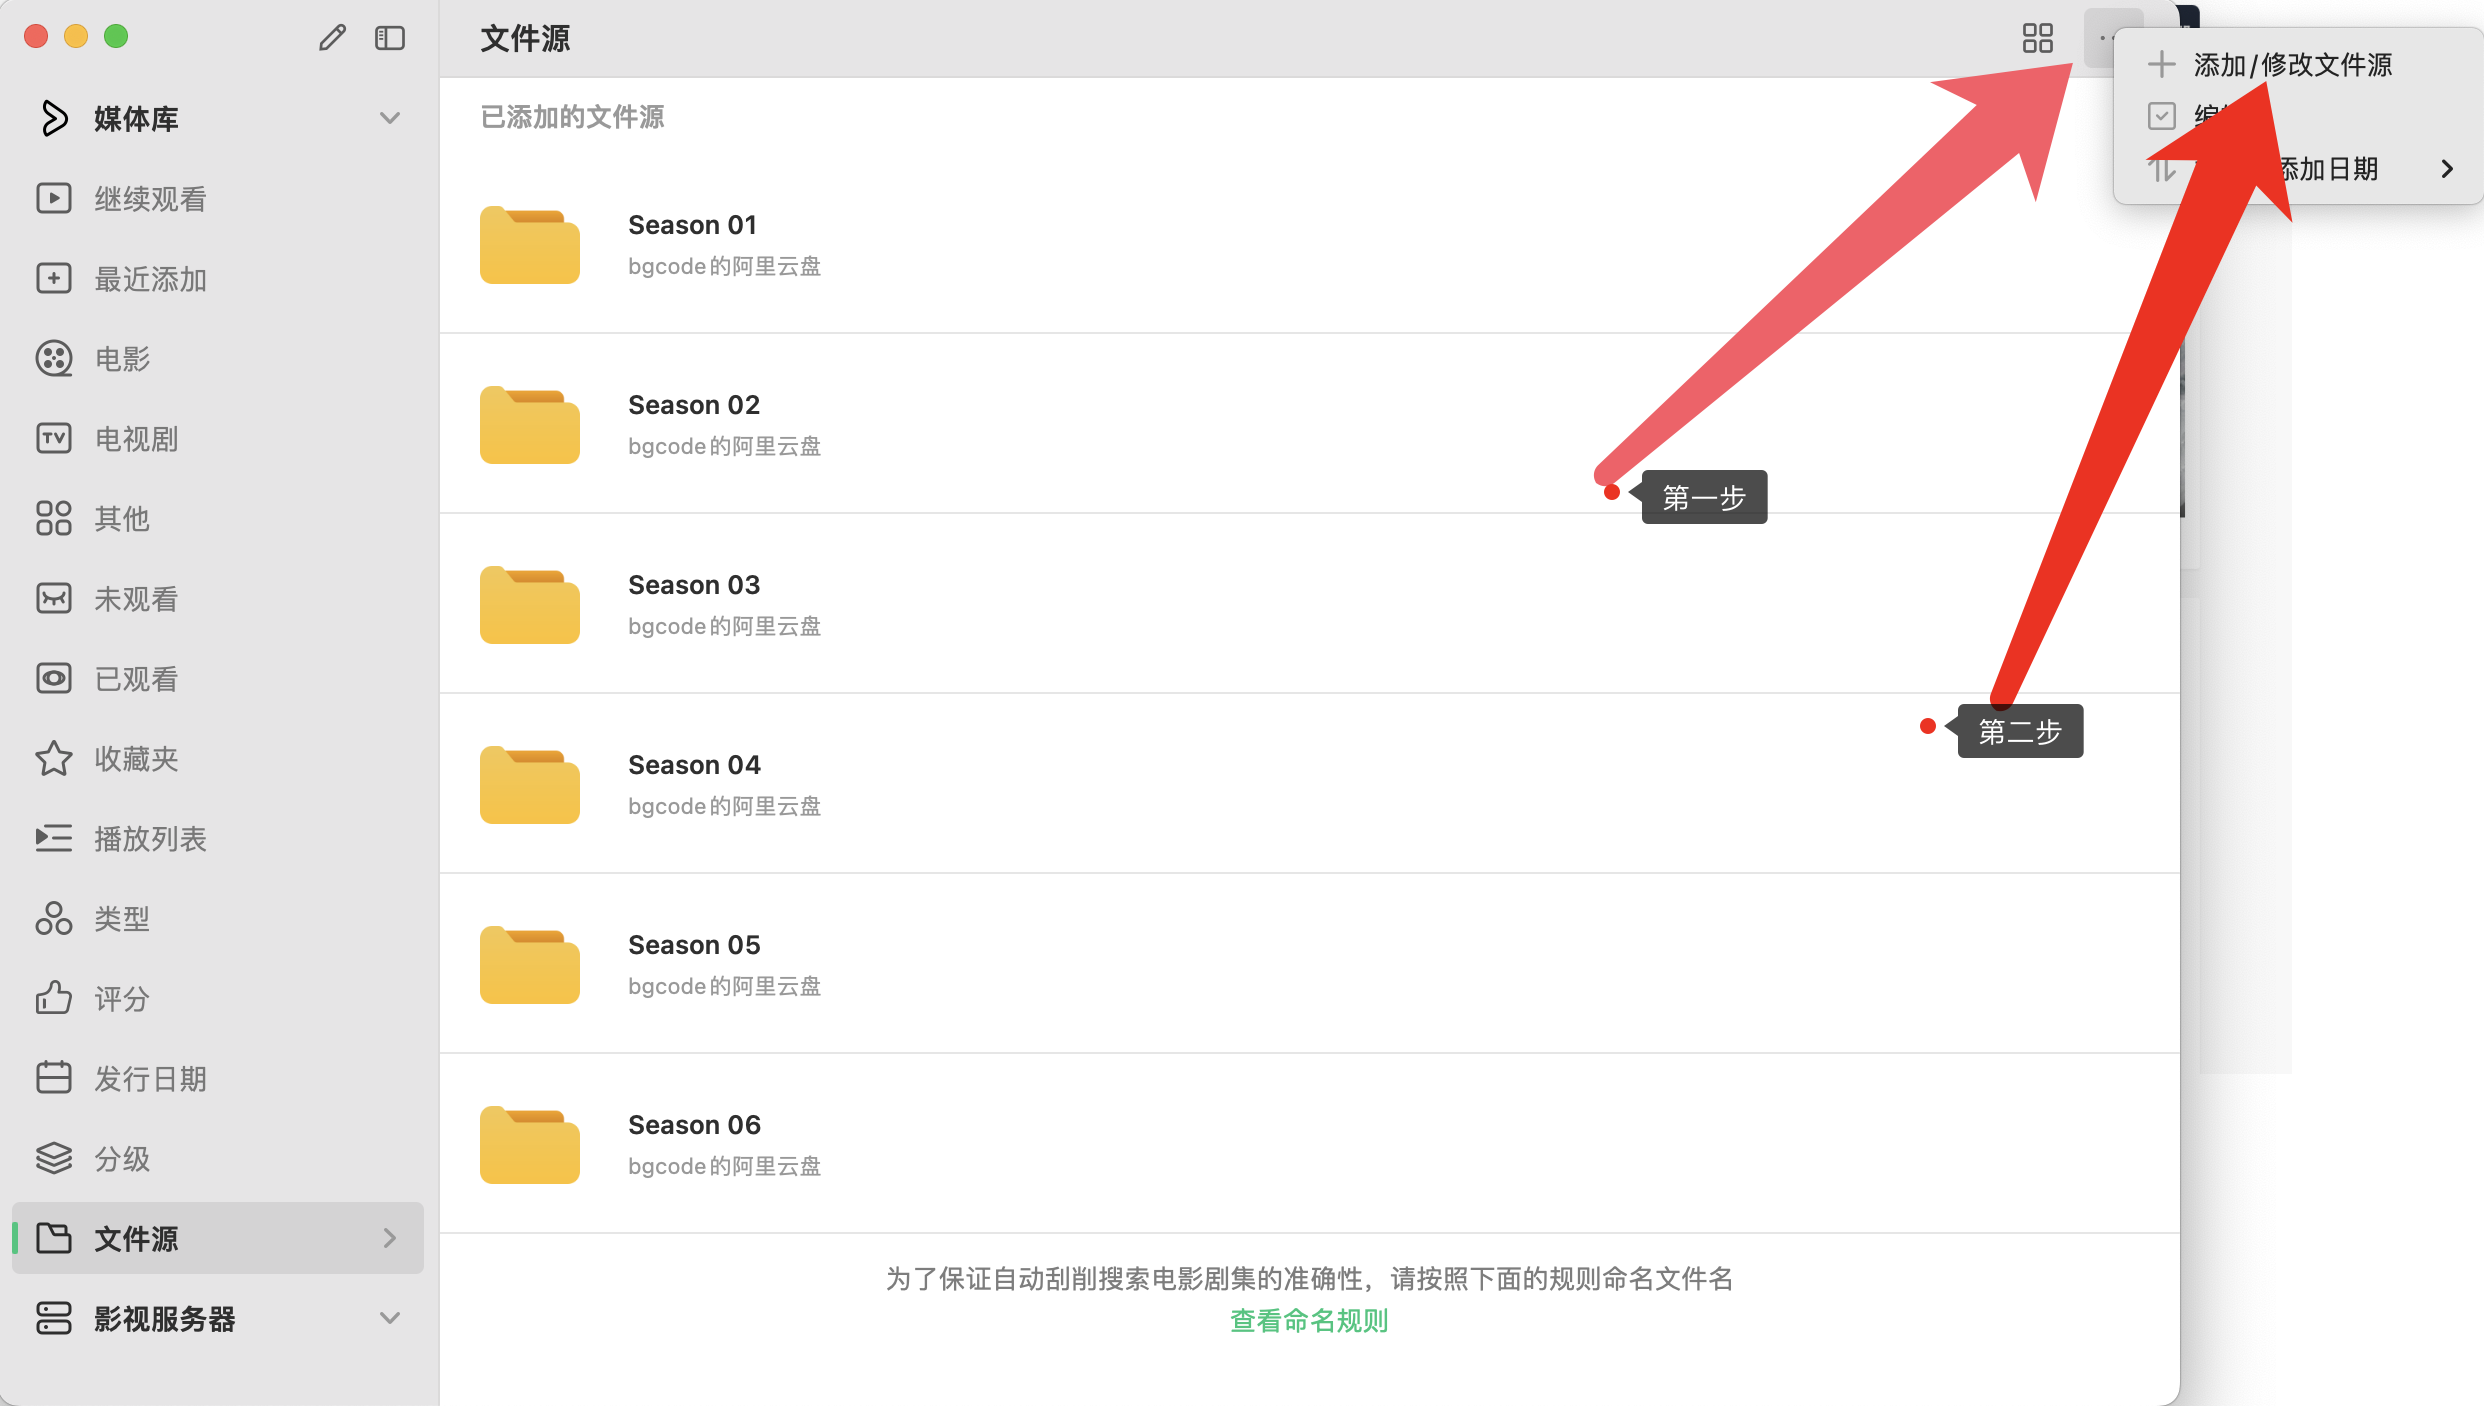 媒体库
继续观看
最近添加
电影
TV
电视剧
其他
未观看
已观看
收藏夹
播放列表
类型
评分
发行日期
分级
文件源
影视服务器
文件源
已添加的文件源
Season 01
bgcode的阿里云盘
Season 02
bgcode的阿里云盘
Season 03
bgcode的阿里云盘
Season 04
bgcode的阿里云盘
Season 05
bgcode的阿里云盘
Season 06
bgcode的阿里云盘
为了保证自动刮削搜索电影剧集的准确性，请按照下面的规则命名文件名
查看命名规则
添加/修改文件源
添加日期
第一步
第二步